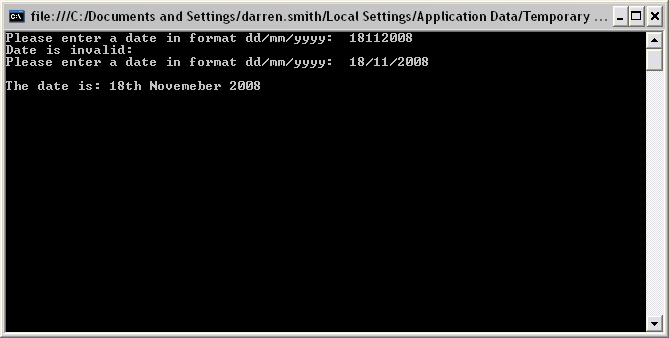 file:///C:/Documents and Settings/darren.smith/Local Settings/Application Data/Temporary ...
Please enter a date in format dd/mm/yyyy:  18112008
Date is invalid:
Please enter a date in format dd/mm/yyyy:  18/11/2008
The date is: 18th Novemeber 2008